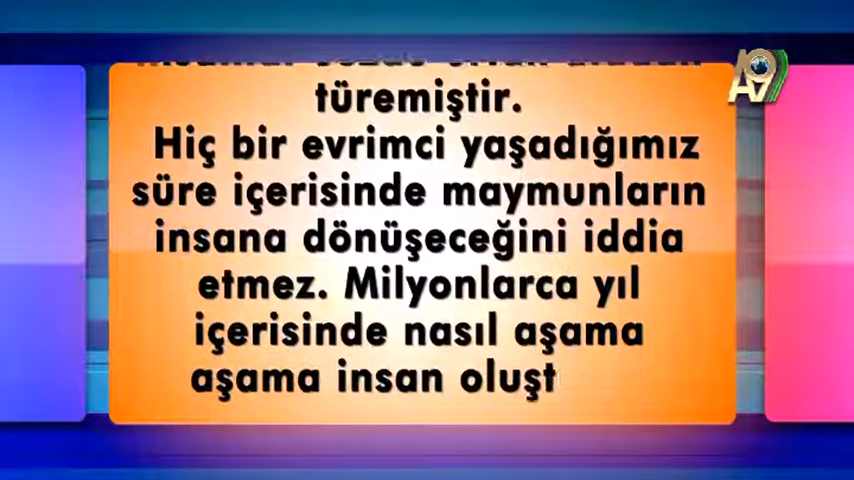 türemiştir.
Hiç bir evrimci yaşadığımız
süre içerisinde maymunların
insana dönüşeceğini iddia
etmez. Milyonlarca yıl
içerisinde nasıl aşama
aşama insan oluşt
A9